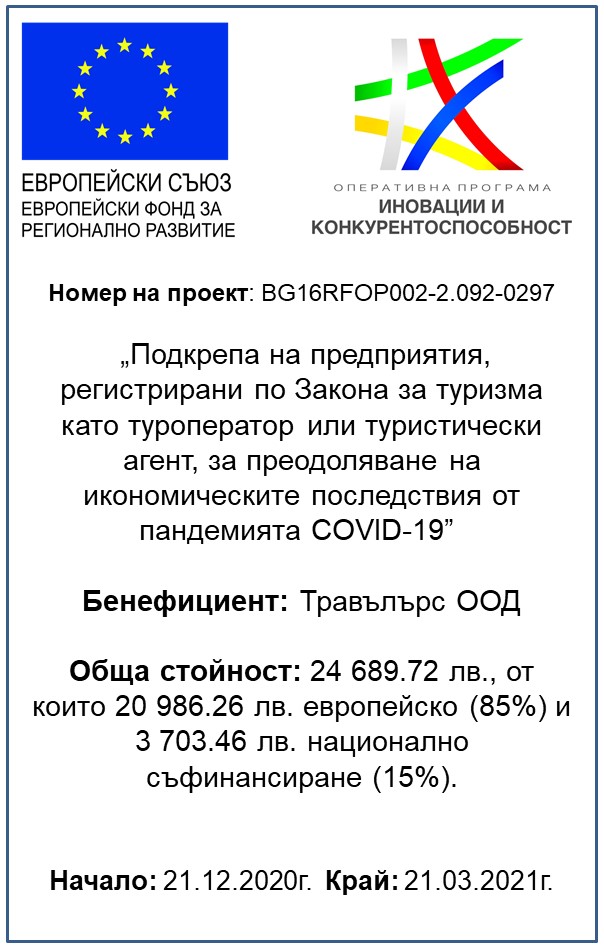 ЕВРОПЕЙСКИ СЪЮЗ
ЕВРОПЕЙСКИ ФОНД ЗА
РЕГИОНАЛНО РАЗВИТИЕ
ОПЕРАТИВНА ПРОГРАМА
ИНОВАЦИИ И
КОНКУРЕНТОСПОСОБНОСТ
Номер на проект: BG16RFOP002-2.092-0297
„Подкрепа на предприятия,
регистрирани по Закона за туризма
като туроператор или туристически
агент, за преодоляване на
икономическите последствия от
пандемията COVID-19”
Бенефициент: Травълърс ООД
Обща стойност: 24 689.72 лв., от
които 20 986.26 лв. европейско (85%) и
3 703.46 лв. национално
съфинансиране (15%).
Начало: 21.12.2020г. Край: 21.03.2021г.